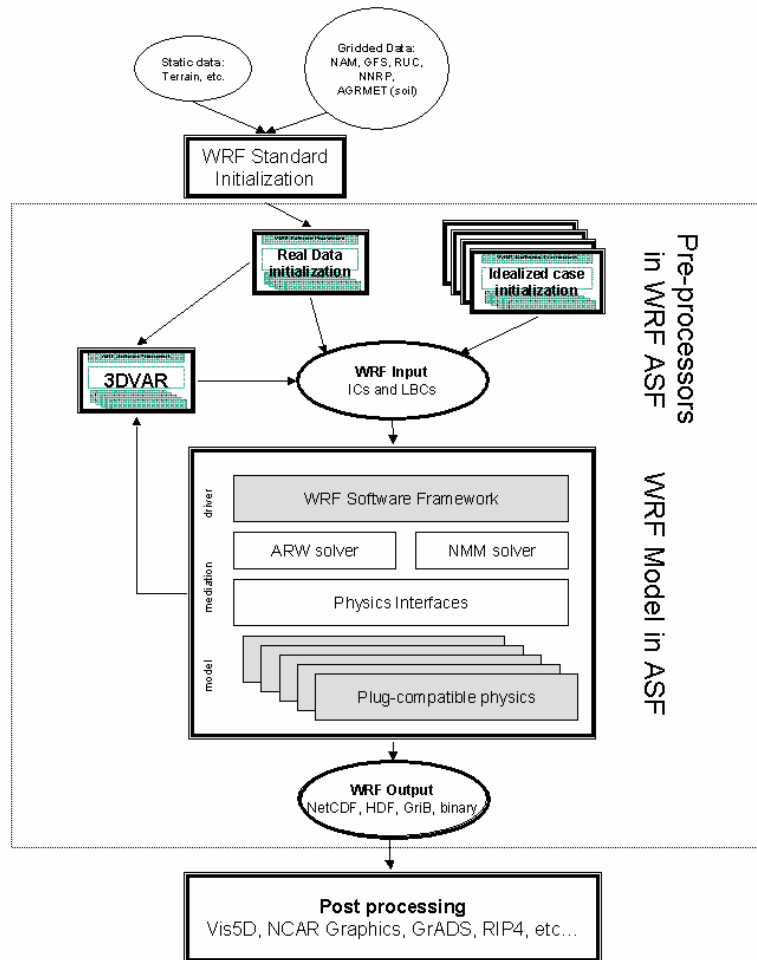 Static data:
Terrain, etc.
Gridded Data:
NAM, GFS, RUC,
NNRP,
AGRMET (soil)
WRF Standard
Initialization
Real Data
initialization
Idealized case
initialization
Pre-processors
in WRF ASF
3DVAR
WRF Input
ICs and LBCs
driver
WRF Software Framework
mediation
ARW solver
NMM solver
Physics Interfaces
model
Plug-compatible physics
WRF Model in ASF
WRF Output
NetCDF, HDF, GriB, binary
Post processing
Vis5D, NCAR Graphics, GrADS, RIP4, etc...